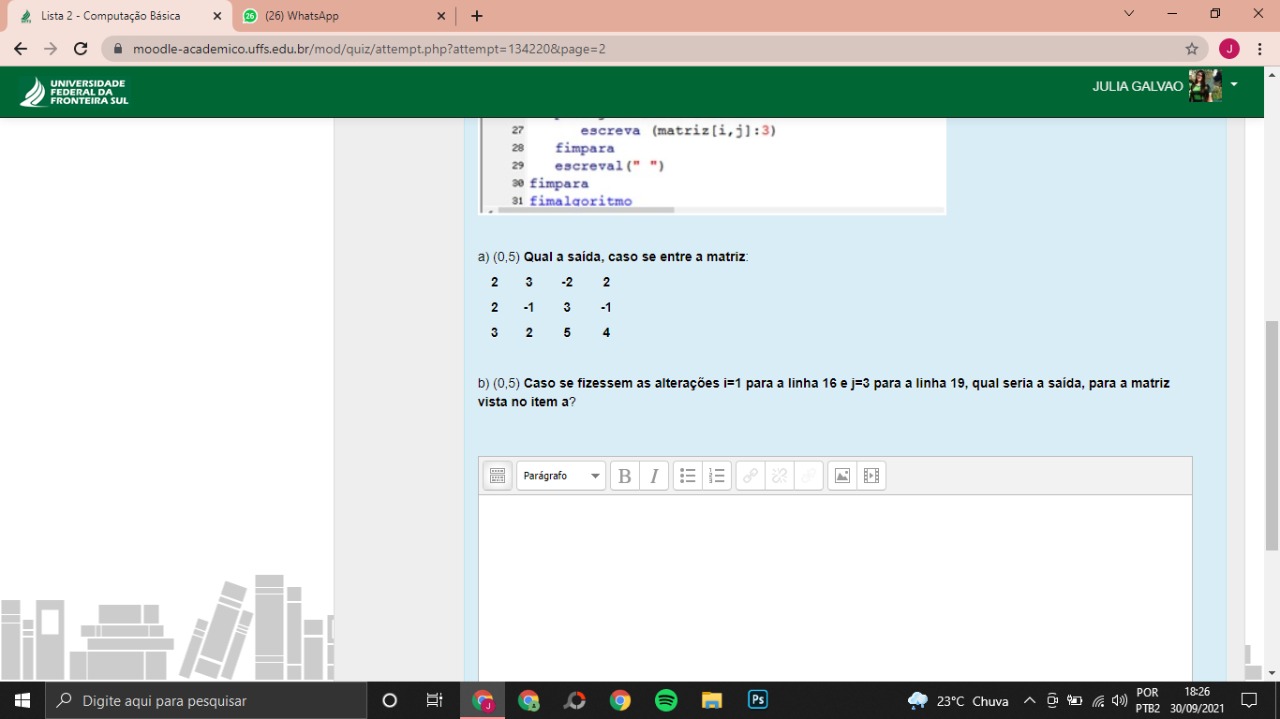 Lista 2 - Computação Básica
26
(26) WhatsApp
moodle-academico.uffs.edu.br/mod/quiz/attempt.php?attempt=134220&page=2
J
UNIVERSIDADE
FEDERAL DA
FRONTEIRA SUL
JULIA GALVAO
27 escreva (matriz[i,j]:3)
28 fimpara
29 escreval(" ")
30 fimpara
31 fimalgoritmo
a) (0,5) Qual a saída, caso se entre a matriz:
2 3 -2 2
2 -1 3 -1
3 2 5 4
b) (0,5) Caso se fizessem as alterações i=1 para a linha 16 e j=3 para a linha 19, qual seria a saída, para a matriz
vista no item a?
Parágrafo
B I
Digite aqui para pesquisar
Ps
23°C Chuva
POR
PTB2
18:26
30/09/2021